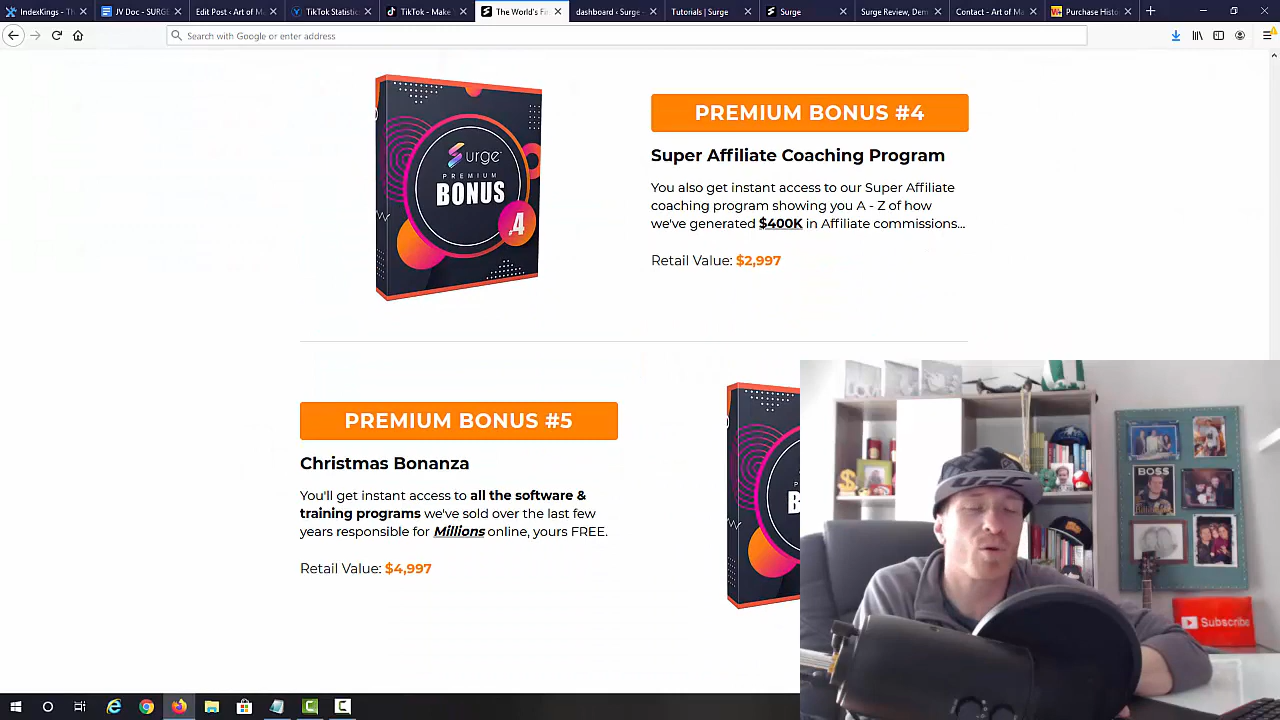 IndexKings - Th
JV Doc - SURGE
Edit Post ‹ Art of M
TikTok Statistic
TikTok - Make Y
The World's F
dashboard ‹ Surge -
Tutorials | Surge
Surge
Surge Review, Dem
Contact - Art of Ma
Purchase Histo
Search with Google or enter address
surge
PREMIUM
BONUS
4
PREMIUM BONUS #4
Super Affiliate Coaching Program
You also get instant access to our Super Affiliate
coaching program showing you A - Z of how
we've generated $400K in Affiliate commissions...
Retail Value: $2,997
PREMIUM BONUS #5
Christmas Bonanza
You'll get instant access to all the software &
training programs we've sold over the last few
years responsible for Millions online, yours FREE.
Retail Value: $4,997
UFC
BOSS
Subscribe